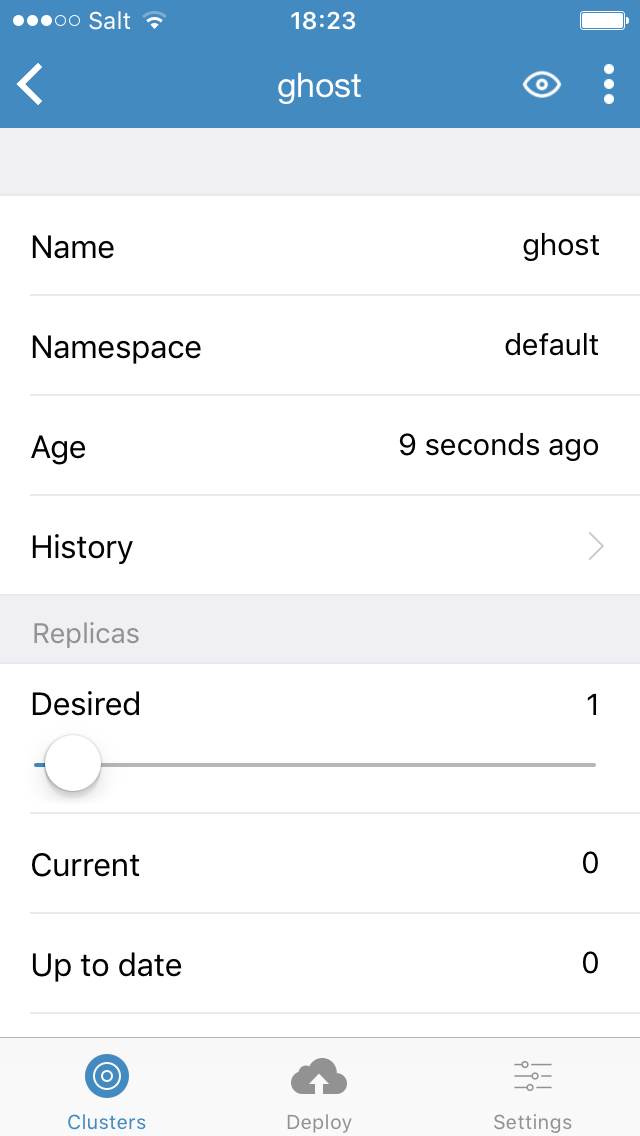 Salt 18:23
ghost
Name ghost
Namespace default
Age 9 seconds ago
History
Replicas
Desired 1
Current 0
Up to date 0
Clusters Deploy Settings